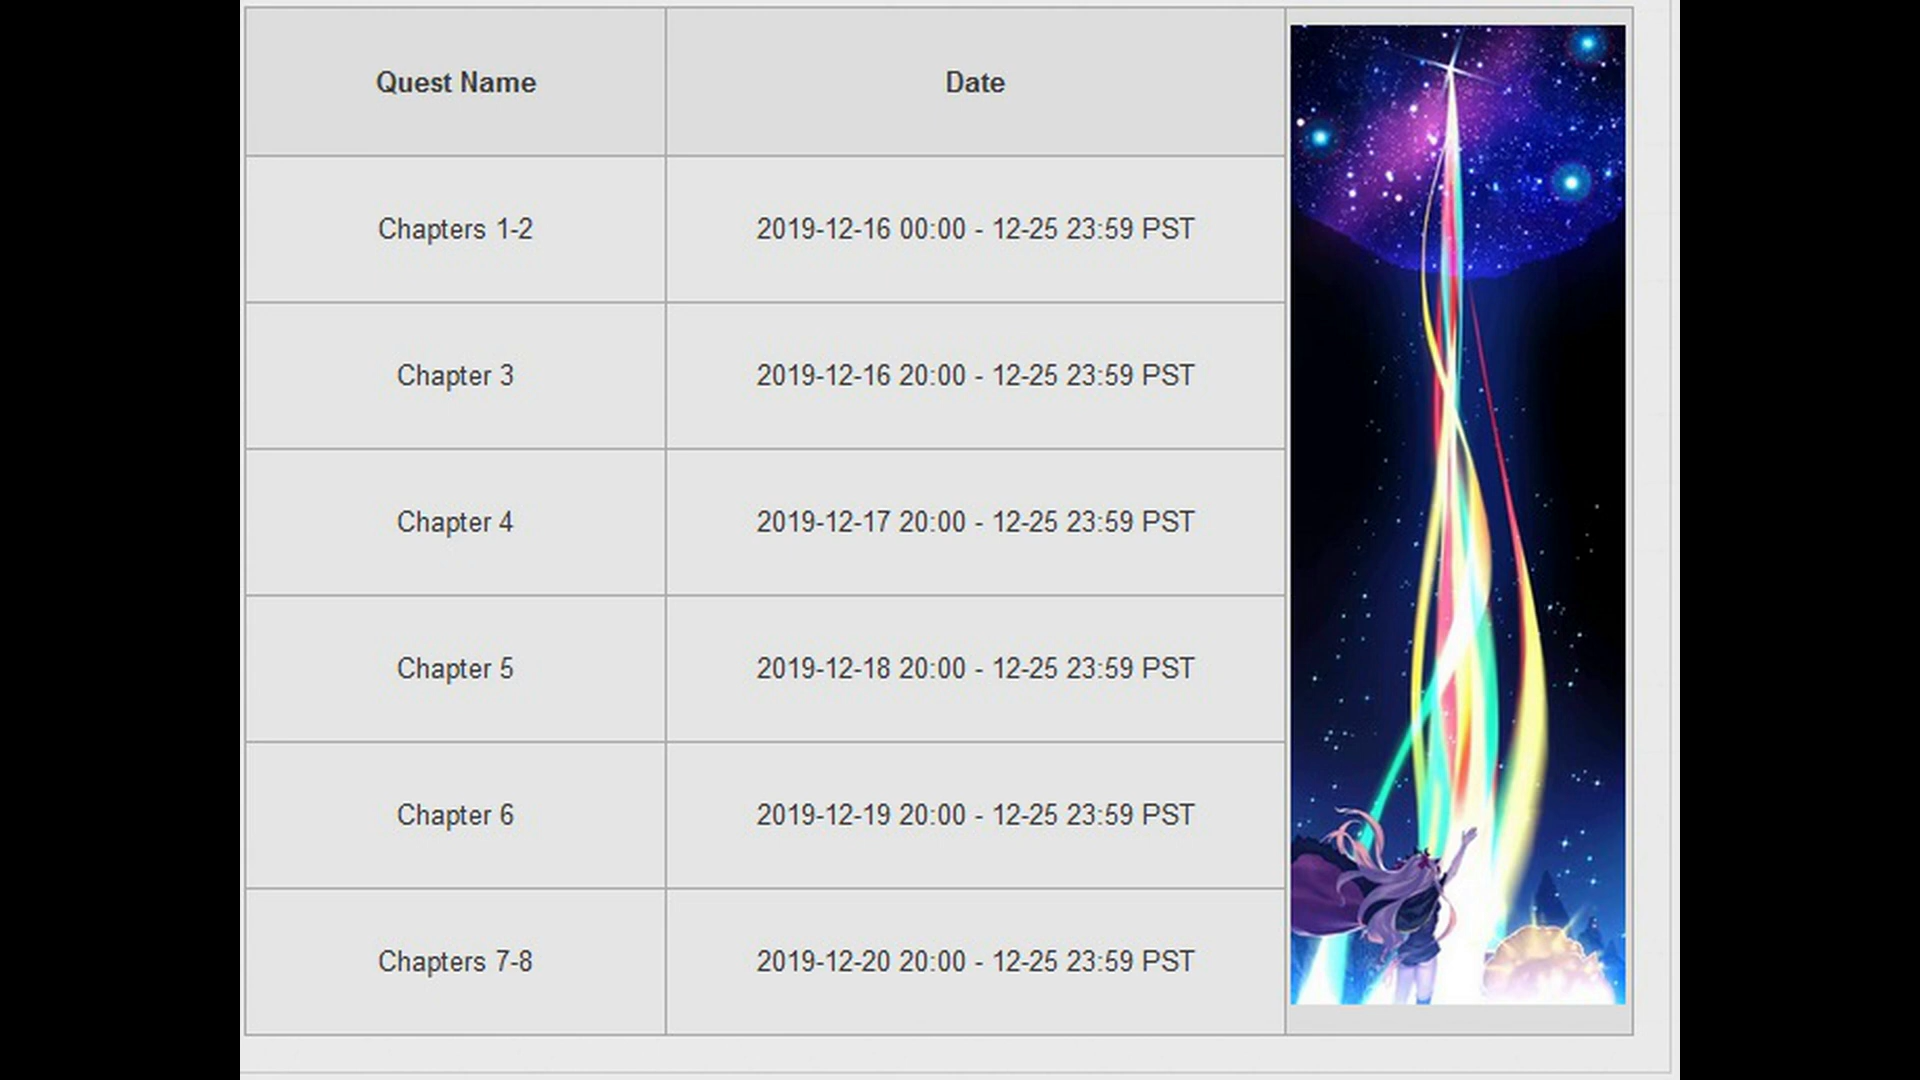 Quest Name Date
Chapters 1-2 2019-12-16 00:00 - 12-25 23:59 PST
Chapter 3 2019-12-16 20:00 - 12-25 23:59 PST
Chapter 4 2019-12-17 20:00 - 12-25 23:59 PST
Chapter 5 2019-12-18 20:00 - 12-25 23:59 PST
Chapter 6 2019-12-19 20:00 - 12-25 23:59 PST
Chapters 7-8 2019-12-20 20:00 - 12-25 23:59 PST